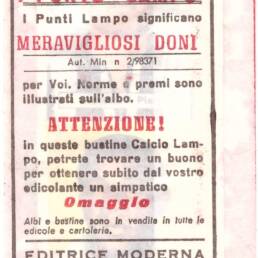 PUNTI LAMPO
I Punti Lampo significano
MERAVIGLIOSI DONI
Aut. Min n 2/98371
per Voi. Norme e premi sono
illustrati sull'albo.
ATTENZIONE!
in queste bustine Calcio Lam-
po, potrete trovare un buono
per ottenere subito dal vostro
edicolante un simpatico
Omaggio
Albi e bustine sono in vendita in tutte le
edicole e cartolerie.
EDITRICE MODERNA